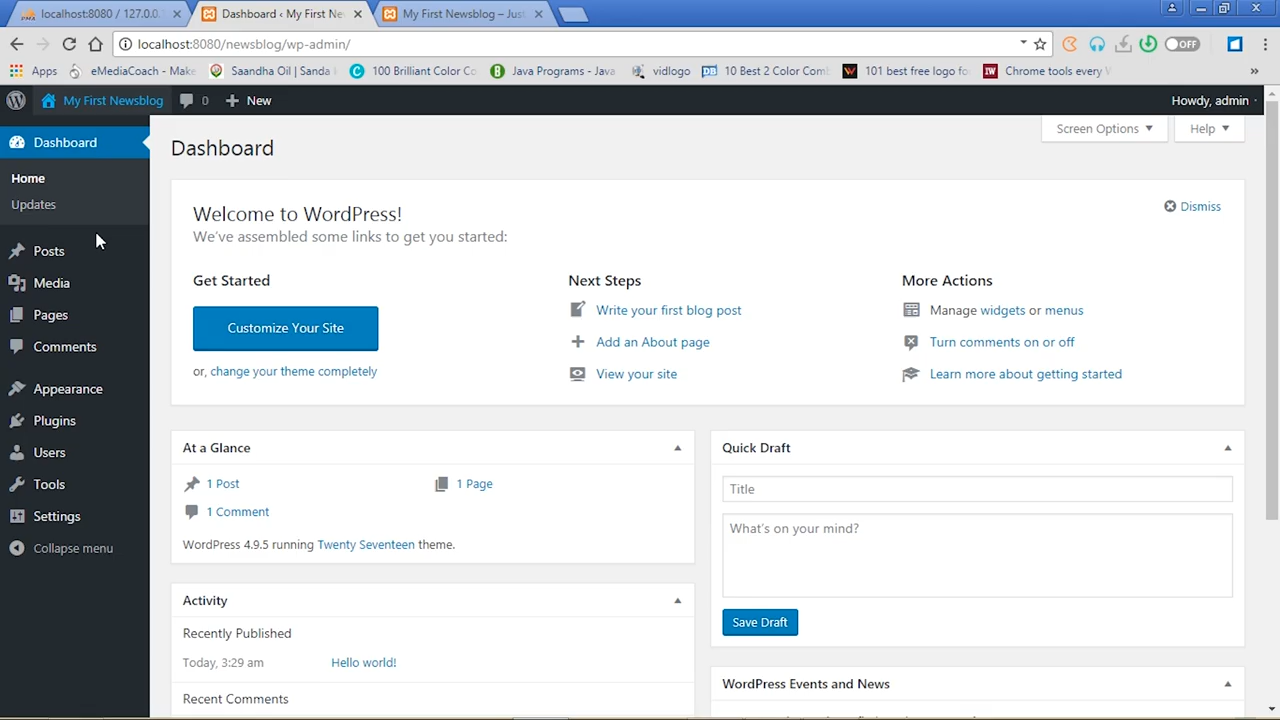 localhost:8080 / 127.0.0.
Dashboard ‹ My First Ne
My First Newsblog – Jus
localhost:8080/newsblog/wp-admin/
OFF
Apps
eMediaCoach - Make
Saandha Oil | Sanda
100 Brilliant Color Co
Java Programs - Java
vidlogo
10 Best 2 Color Comb
101 best free logo fo
Chrome tools every
»
My First Newsblog
0
New
Howdy, admin
Dashboard
Home
Updates
Posts
Media
Pages
Comments
Appearance
Plugins
Users
Tools
Settings
Collapse menu
Screen Options
Help
Dashboard
Welcome to WordPress!
We've assembled some links to get you started:
Dismiss
Get Started
Customize Your Site
or, change your theme completely
Next Steps
Write your first blog post
Add an About page
View your site
More Actions
Manage widgets or menus
Turn comments on or off
Learn more about getting started
At a Glance
1 Post
1 Page
1 Comment
WordPress 4.9.5 running Twenty Seventeen theme.
Activity
Recently Published
Today, 3:29 am
Hello world!
Recent Comments
Quick Draft
Title
What's on your mind?
Save Draft
WordPress Events and News